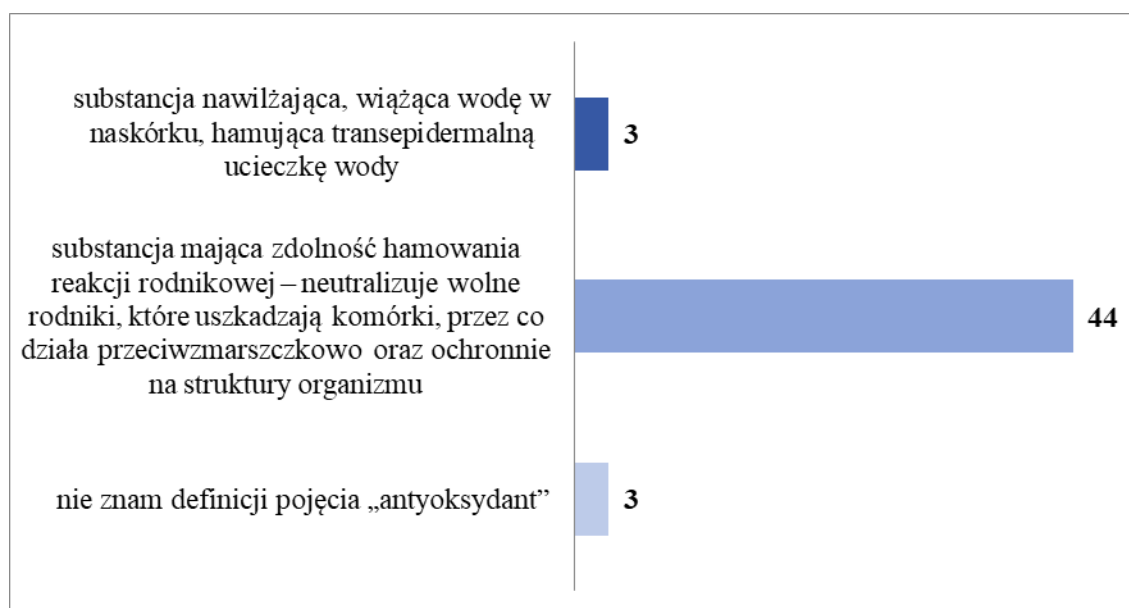 substancja nawilżająca, wiążąca wodę w
naskórku, hamująca transepidermalną
ucieczkę wody
3
substancja mająca zdolność hamowania
reakcji rodnikowej – neutralizuje wolne
rodniki, które uszkadzają komórki, przez co
działa przeciwzmarszczkowo oraz ochronnie
na struktury organizmu
44
nie znam definicji pojęcia „antyoksydant”
3